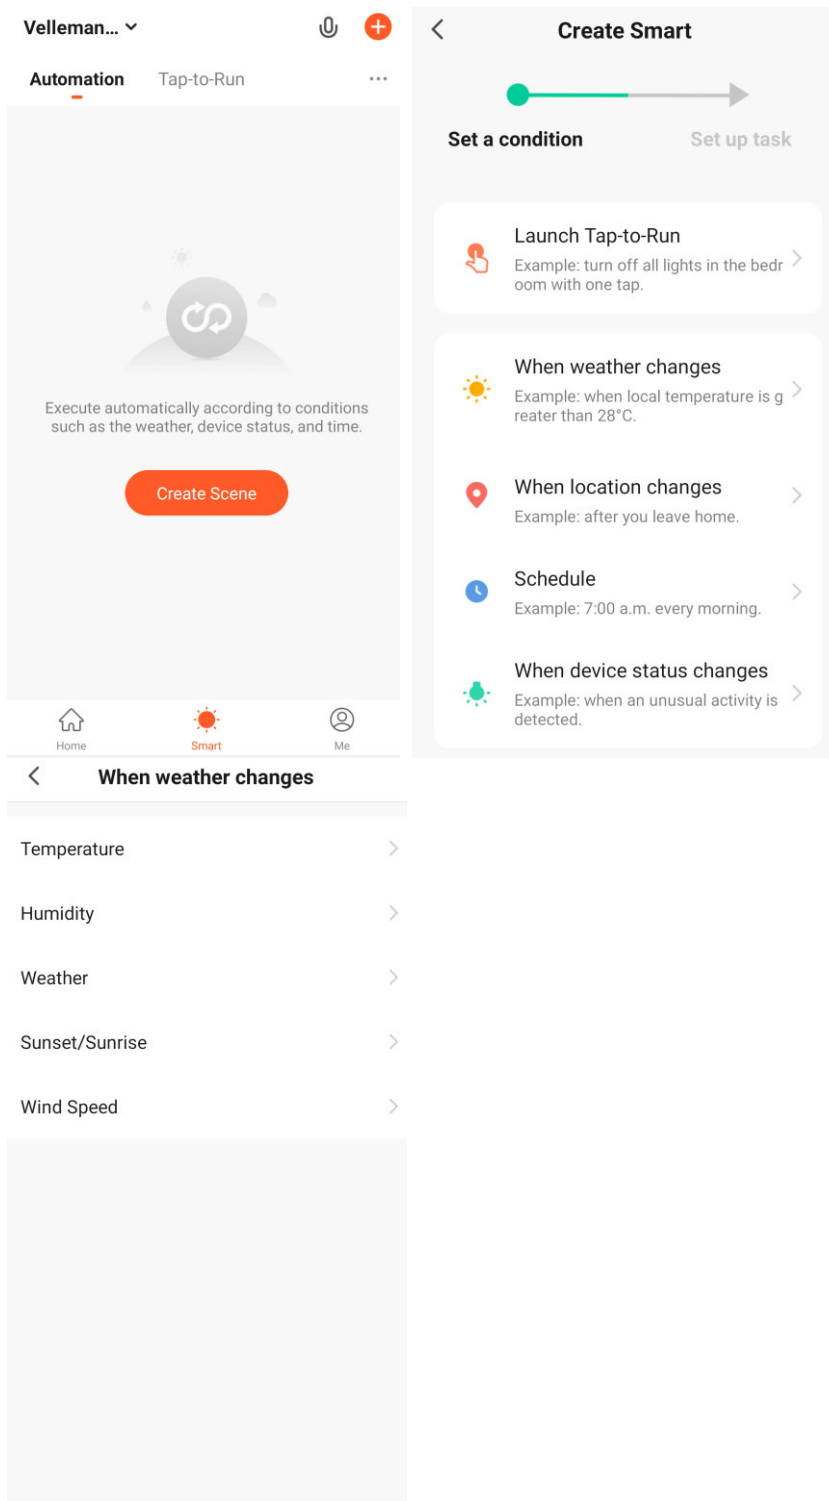 Velleman...
Automation Tap-to-Run
Execute automatically according to conditions
such as the weather, device status, and time.
Create Scene
Home Smart Me
Create Smart
Set a condition Set up task
Launch Tap-to-Run
Example: turn off all lights in the bedr
oom with one tap.
When weather changes
Example: when local temperature is g
reater than 28°C.
When location changes
Example: after you leave home.
Schedule
Example: 7:00 a.m. every morning.
When device status changes
Example: when an unusual activity is
detected.
When weather changes
Temperature
Humidity
Weather
Sunset/Sunrise
Wind Speed